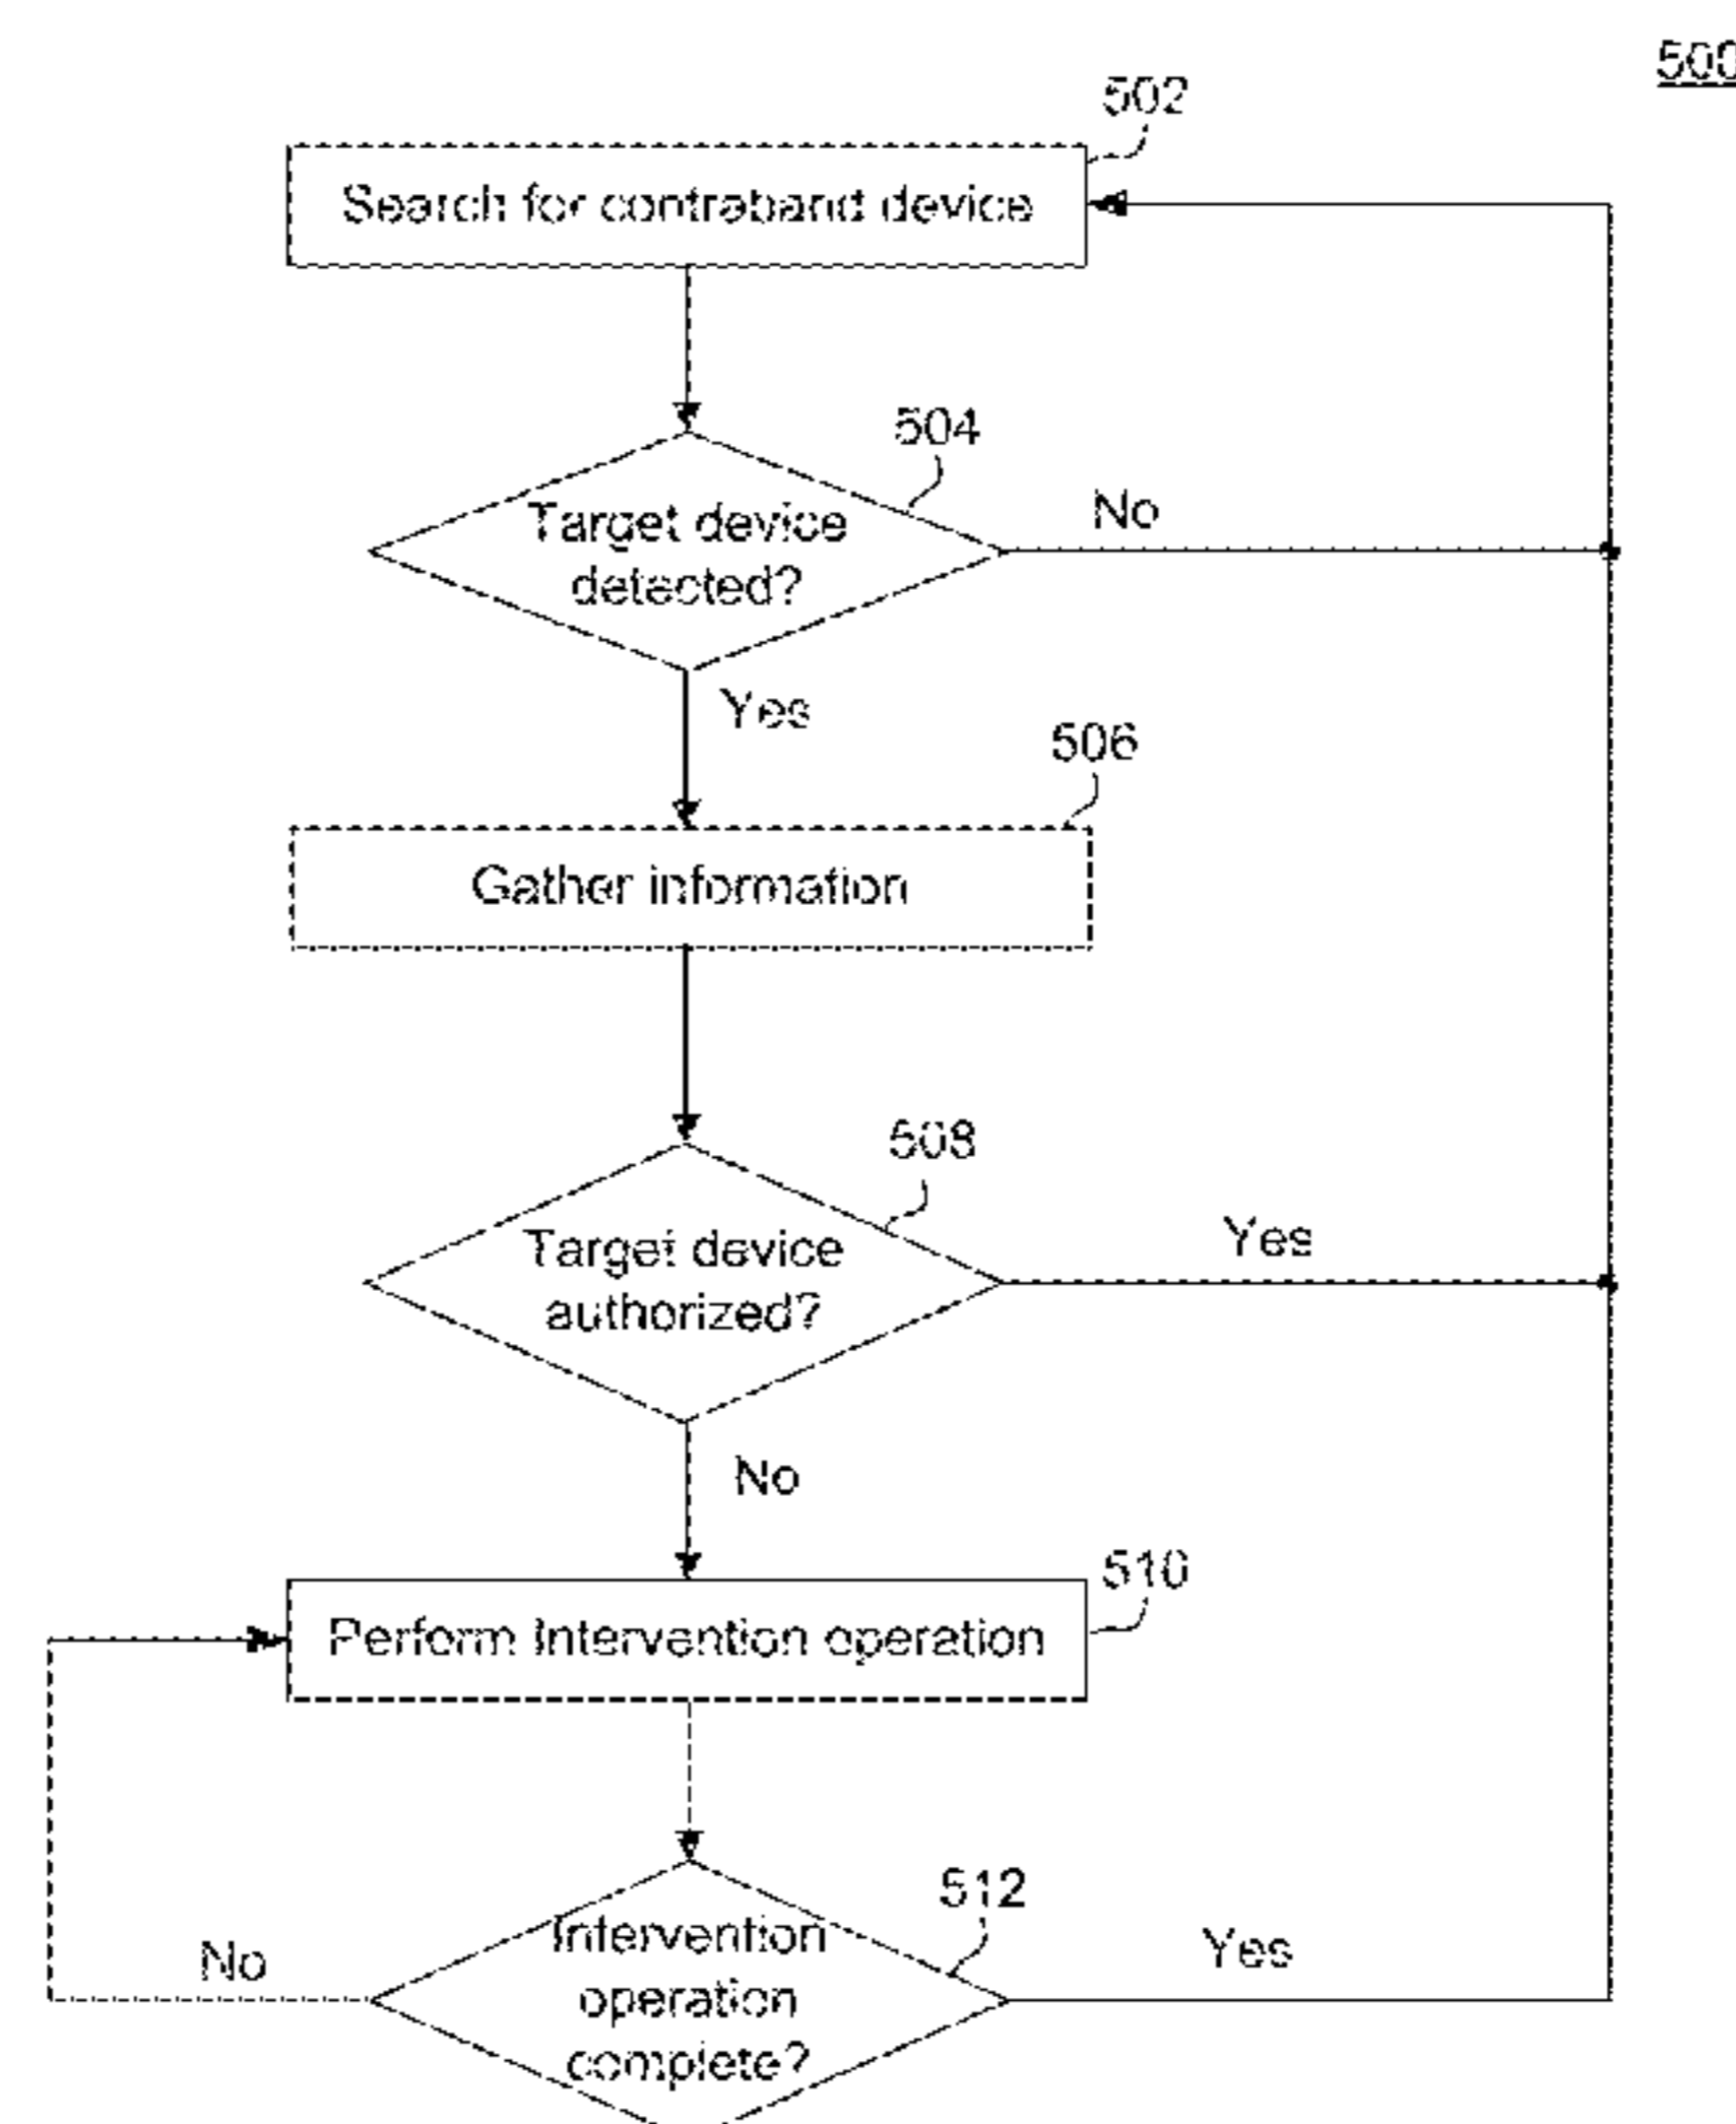 500
502
Search for contraband device
504
Target device
detected?
No
Yes
506
Gather information
508
Target device
authorized?
Yes
No
510
Perform Intervention operation
512
Intervention
operation
complete?
No
Yes